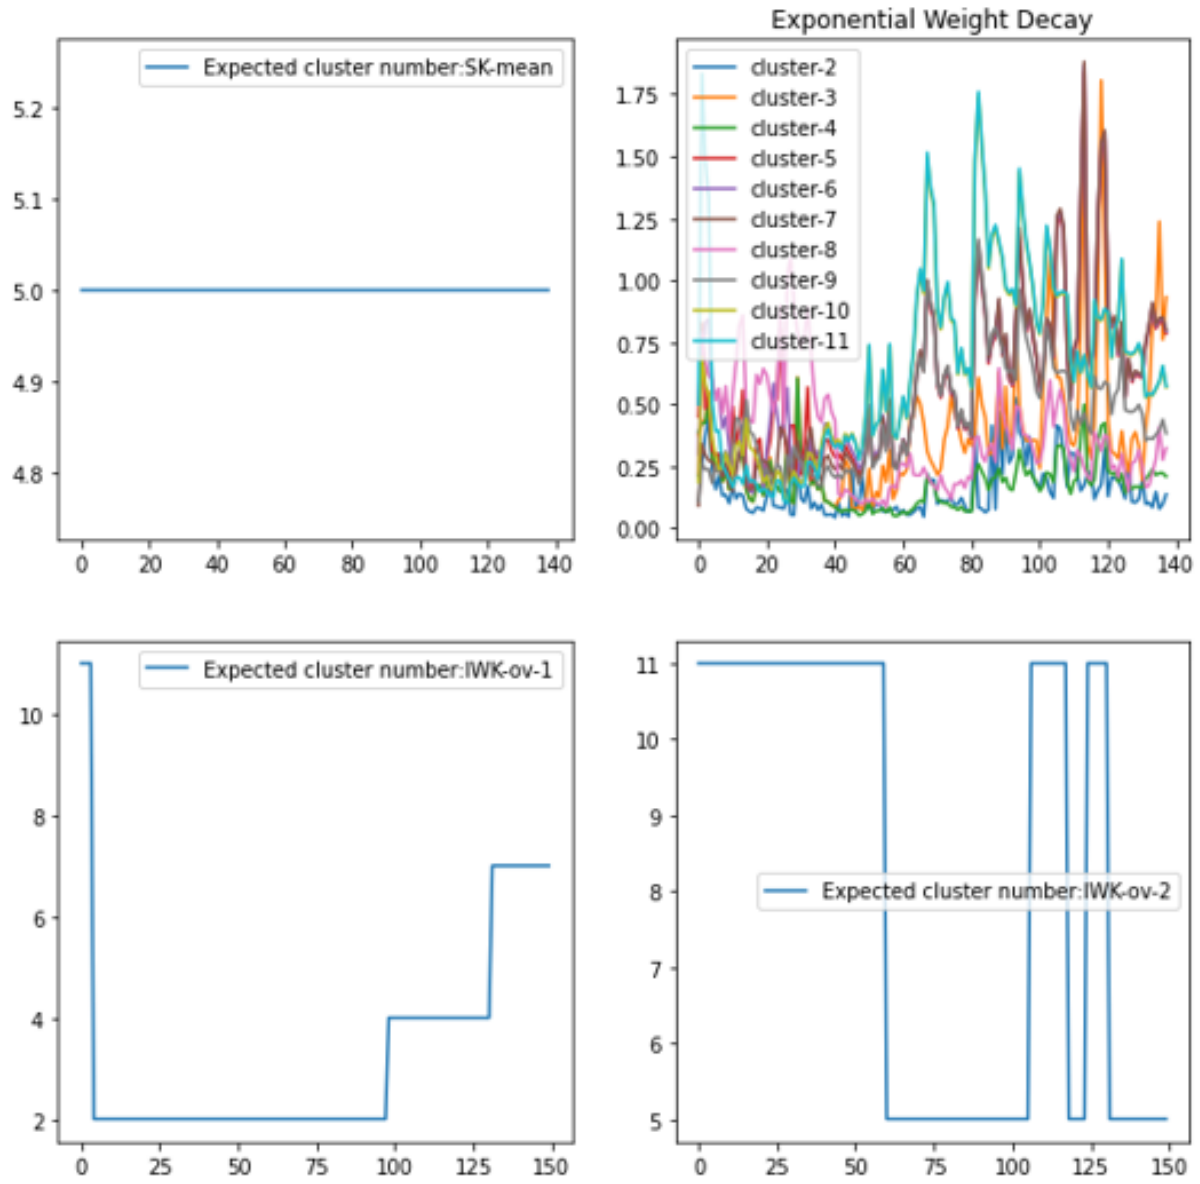 Expected cluster number:SK-mean
5.2
5.1
5.0
4.9
4.8
0 20 40 60 80 100 120 140
Exponential Weight Decay
cluster-2
cluster-3
cluster-4
cluster-5
cluster-6
cluster-7
cluster-8
cluster-9
cluster-10
cluster-11
1.75
1.50
1.25
1.00
0.75
0.50
0.25
0.00
0 20 40 60 80 100 120 140
Expected cluster number:IWK-ov-1
10
8
6
4
2
0 25 50 75 100 125 150
11
10
9
8
7
6
5
Expected cluster number:IWK-ov-2
0 25 50 75 100 125 150